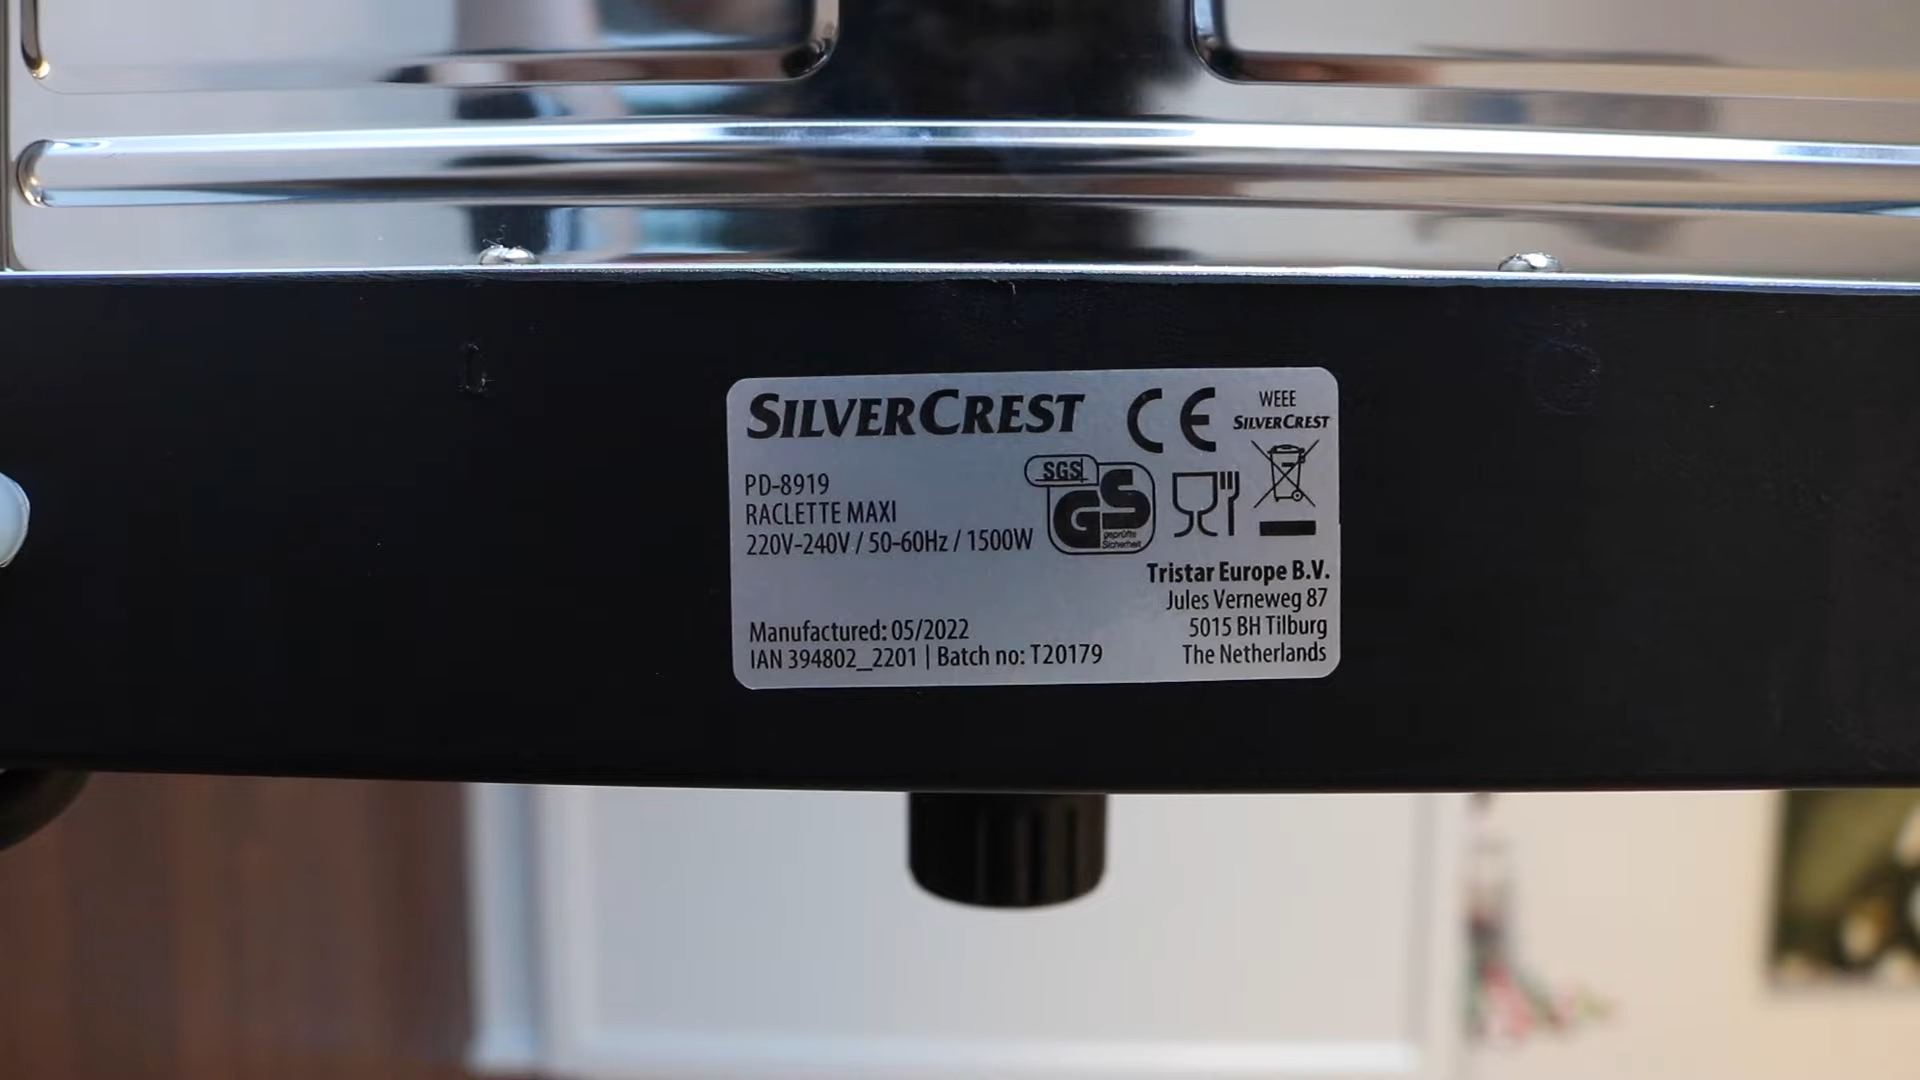 SILVERCREST
WEEE
SILVERCREST
SGS
GS
geprüfte
Sicherheit
PD-8919
RACLETTE MAXI
220V-240V / 50-60Hz / 1500W
Tristar Europe B.V.
Jules Verneweg 87
5015 BH Tilburg
The Netherlands
Manufactured: 05/2022
IAN 394802_2201 | Batch no: T20179